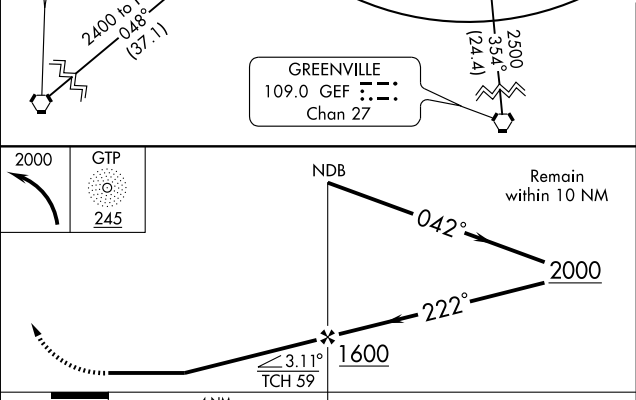 2400 to
048°
(37.1)
2500
354°
(24.4)
GREENVILLE
109.0 GEF
Chan 27
2000
GTP
245
NDB
Remain
within 10 NM
042°
2000
222°
3.11°
TCH 59
1600